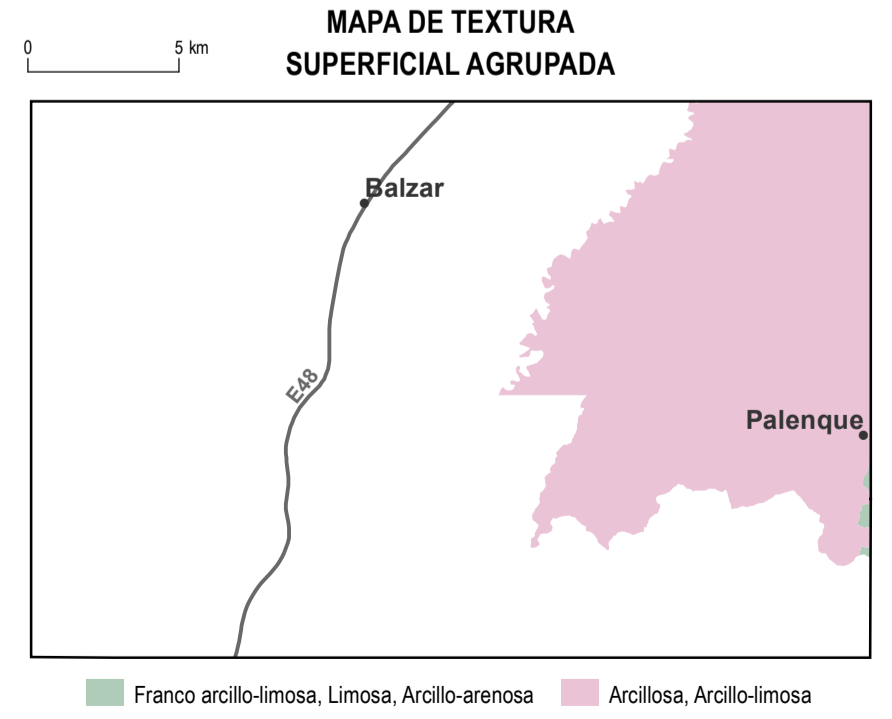 MAPA DE TEXTURA
SUPERFICIAL AGRUPADA
0 5 km
Balzar
E48
Palenque
Franco arcillo-limosa, Limosa, Arcillo-arenosa
Arcillosa, Arcillo-limosa